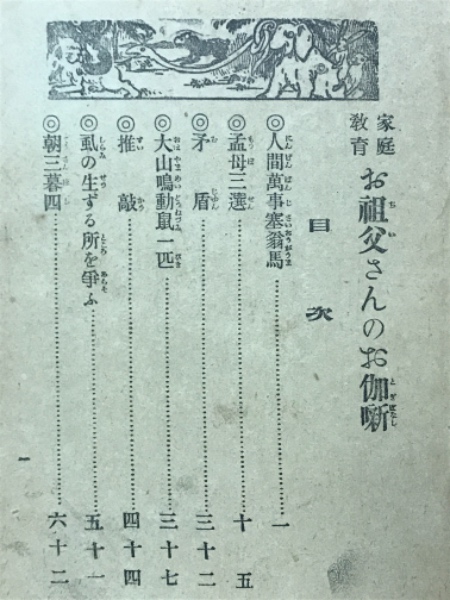 家庭
教育
お祖父さんのお伽噺
目次
◎人間萬事塞翁馬……一
◎孟母三遷……十五
◎矛盾……三十二
◎大山鳴動鼠一匹……三十七
◎推敲……四十四
◎虱の生ずる所を爭ふ……五十一
◎朝三暮四……六十二
一